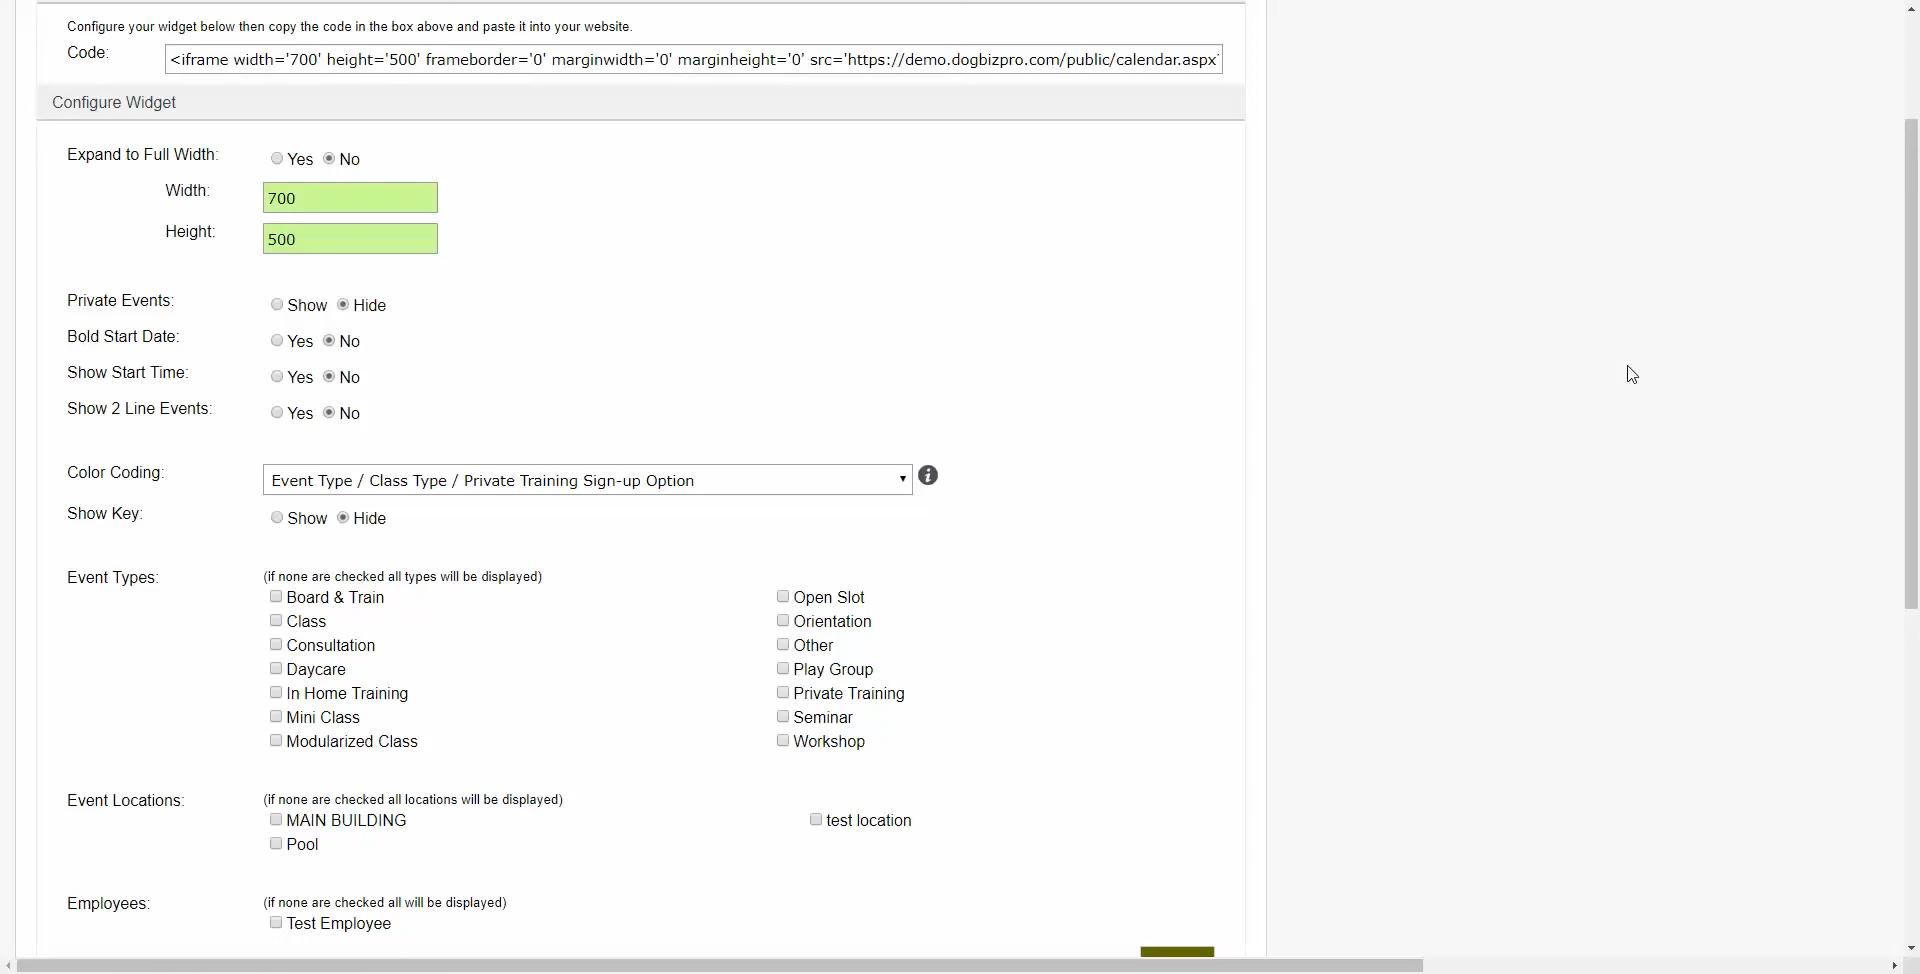 Configure your widget below then copy the code in the box above and paste it into your website.
Code: <iframe width='700' height='500' frameborder='0' marginwidth='0' marginheight='0' src='https://demo.dogbizpro.com/public/calendar.aspx
Configure Widget
Expand to Full Width: Yes No
Width: 700
Height: 500
Private Events: Show Hide
Bold Start Date: Yes No
Show Start Time: Yes No
Show 2 Line Events: Yes No
Color Coding: Event Type / Class Type / Private Training Sign-up Option
Show Key: Show Hide
Event Types: (if none are checked all types will be displayed)
Board & Train Open Slot
Class Orientation
Consultation Other
Daycare Play Group
In Home Training Private Training
Mini Class Seminar
Modularized Class Workshop
Event Locations: (if none are checked all locations will be displayed)
MAIN BUILDING test location
Pool
Employees: (if none are checked all will be displayed)
Test Employee